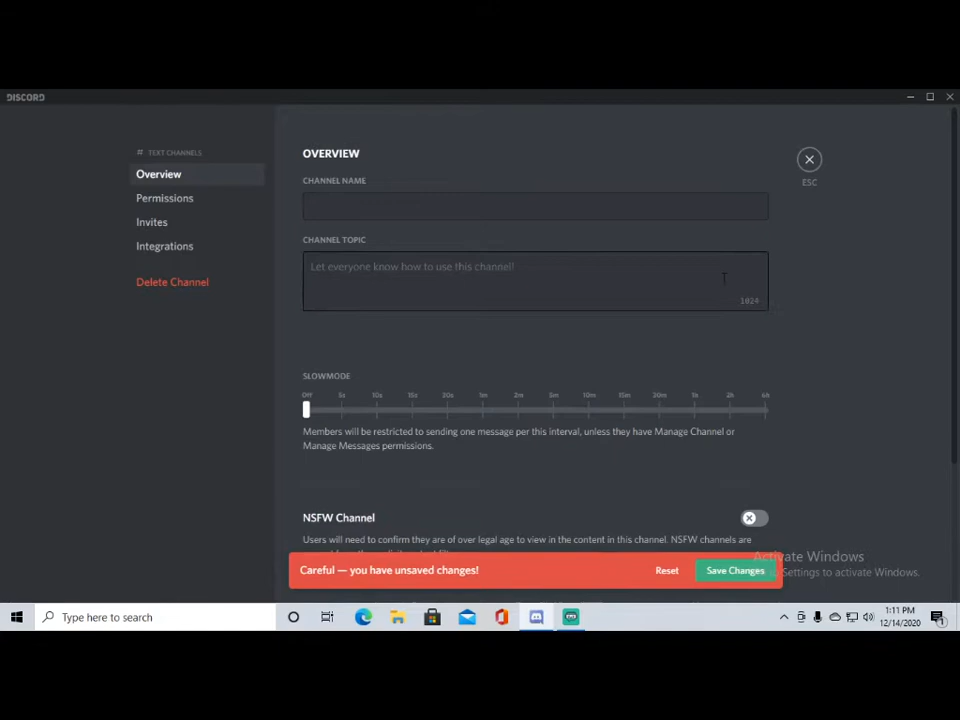 DISCORD
# TEXT CHANNELS
Overview
Permissions
Invites
Integrations
Delete Channel
OVERVIEW
ESC
CHANNEL NAME
CHANNEL TOPIC
Let everyone know how to use this channel!
1024
SLOWMODE
Off 5s 10s 15s 30s 1m 2m 5m 10m 15m 30m 1h 2h 6h
Members will be restricted to sending one message per this interval, unless they have Manage Channel or
Manage Messages permissions.
NSFW Channel
Users will need to confirm they are of over legal age to view in the content in this channel. NSFW channels are
Careful — you have unsaved changes!
Reset
Save Changes
Activate Windows
Settings to activate Windows.
Type here to search
1:11 PM
12/14/2020
1